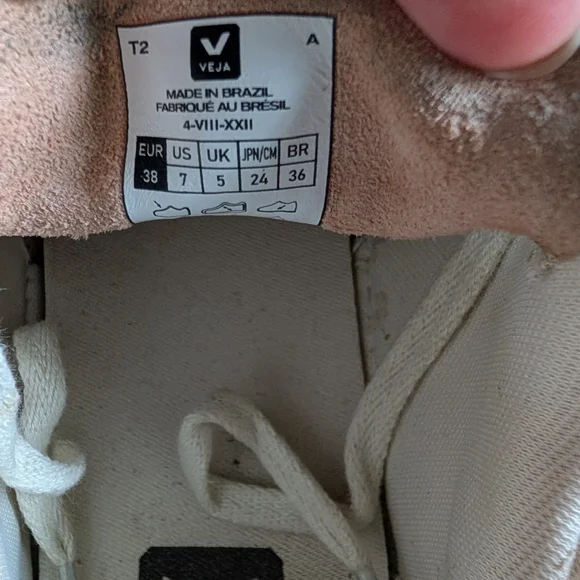 T2 V A
VEJA
MADE IN BRAZIL
FABRIQUÉ AU BRÉSIL
4-VIII-XXII
EUR US UK JPN/CM BR
38 7 5 24 36